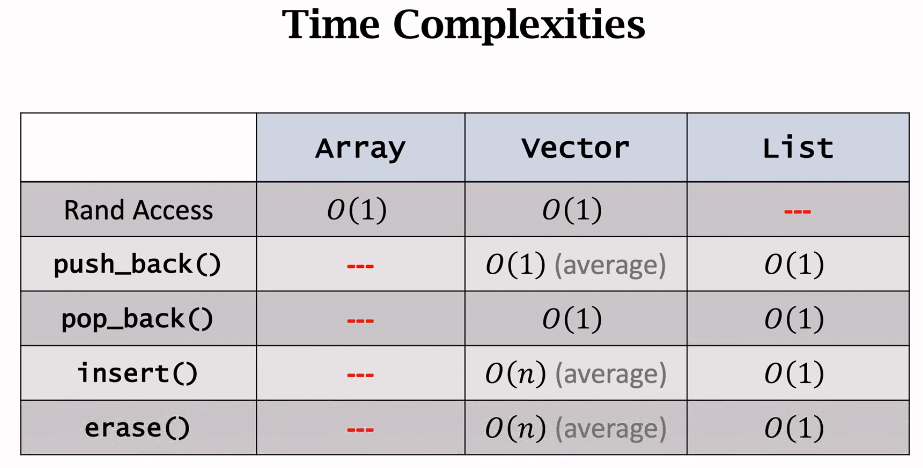 Time Complexities
Array Vector List
Rand Access O(1) O(1) ---
push_back() --- O(1) (average) O(1)
pop_back() --- O(1) O(1)
insert() --- O(n) (average) O(1)
erase() --- O(n) (average) O(1)